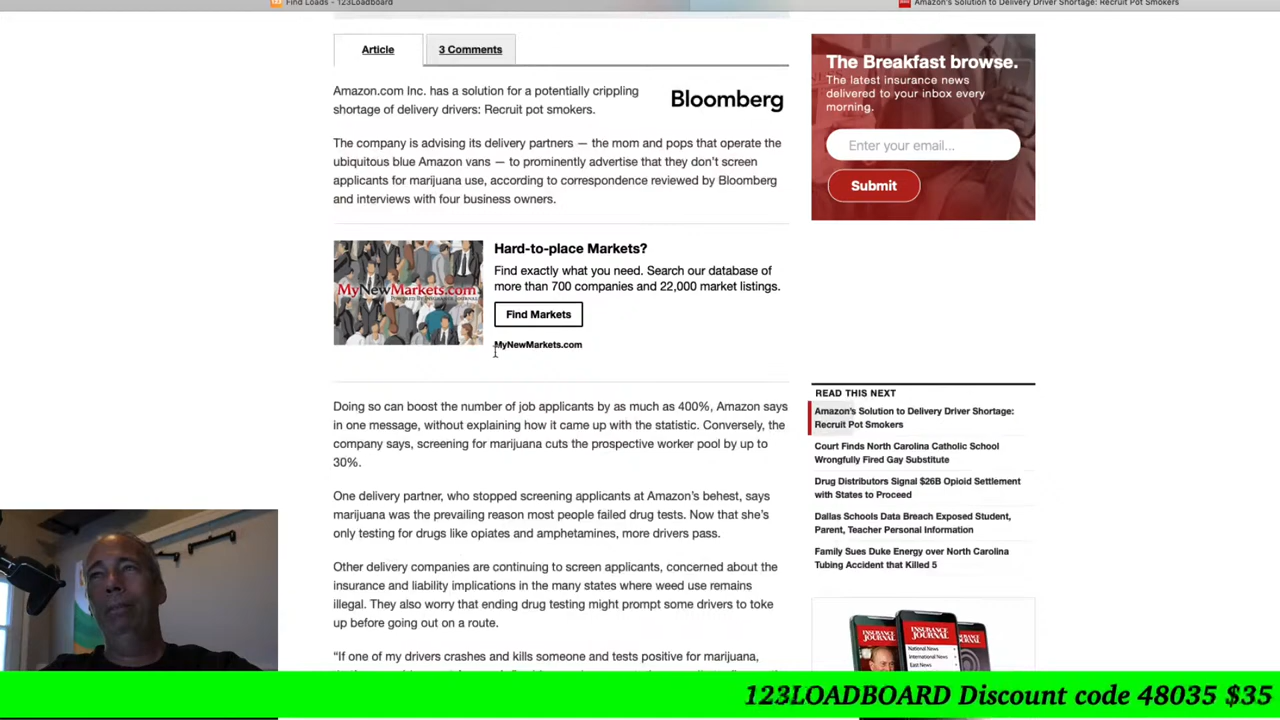 Find Loads - 123Loadboard
Amazon's Solution to Delivery Driver Shortage: Recruit Pot Smokers
Article
3 Comments
Amazon.com Inc. has a solution for a potentially crippling
shortage of delivery drivers: Recruit pot smokers.
Bloomberg
The company is advising its delivery partners — the mom and pops that operate the
ubiquitous blue Amazon vans — to prominently advertise that they don't screen
applicants for marijuana use, according to correspondence reviewed by Bloomberg
and interviews with four business owners.
MyNewMarkets.com
POWERED BY INSURANCE JOURNAL
Hard-to-place Markets?
Find exactly what you need. Search our database of
more than 700 companies and 22,000 market listings.
Find Markets
MyNewMarkets.com
Doing so can boost the number of job applicants by as much as 400%, Amazon says
in one message, without explaining how it came up with the statistic. Conversely, the
company says, screening for marijuana cuts the prospective worker pool by up to
30%.
One delivery partner, who stopped screening applicants at Amazon's behest, says
marijuana was the prevailing reason most people failed drug tests. Now that she's
only testing for drugs like opiates and amphetamines, more drivers pass.
Other delivery companies are continuing to screen applicants, concerned about the
insurance and liability implications in the many states where weed use remains
illegal. They also worry that ending drug testing might prompt some drivers to toke
up before going out on a route.
"If one of my drivers crashes and kills someone and tests positive for marijuana,
The Breakfast browse.
The latest insurance news
delivered to your inbox every
morning.
Enter your email...
Submit
READ THIS NEXT
Amazon's Solution to Delivery Driver Shortage:
Recruit Pot Smokers
Court Finds North Carolina Catholic School
Wrongfully Fired Gay Substitute
Drug Distributors Signal $26B Opioid Settlement
with States to Proceed
Dallas Schools Data Breach Exposed Student,
Parent, Teacher Personal Information
Family Sues Duke Energy over North Carolina
Tubing Accident that Killed 5
INSURANCE JOURNAL
National News
International News
East News
123LOADBOARD Discount code 48035 $35